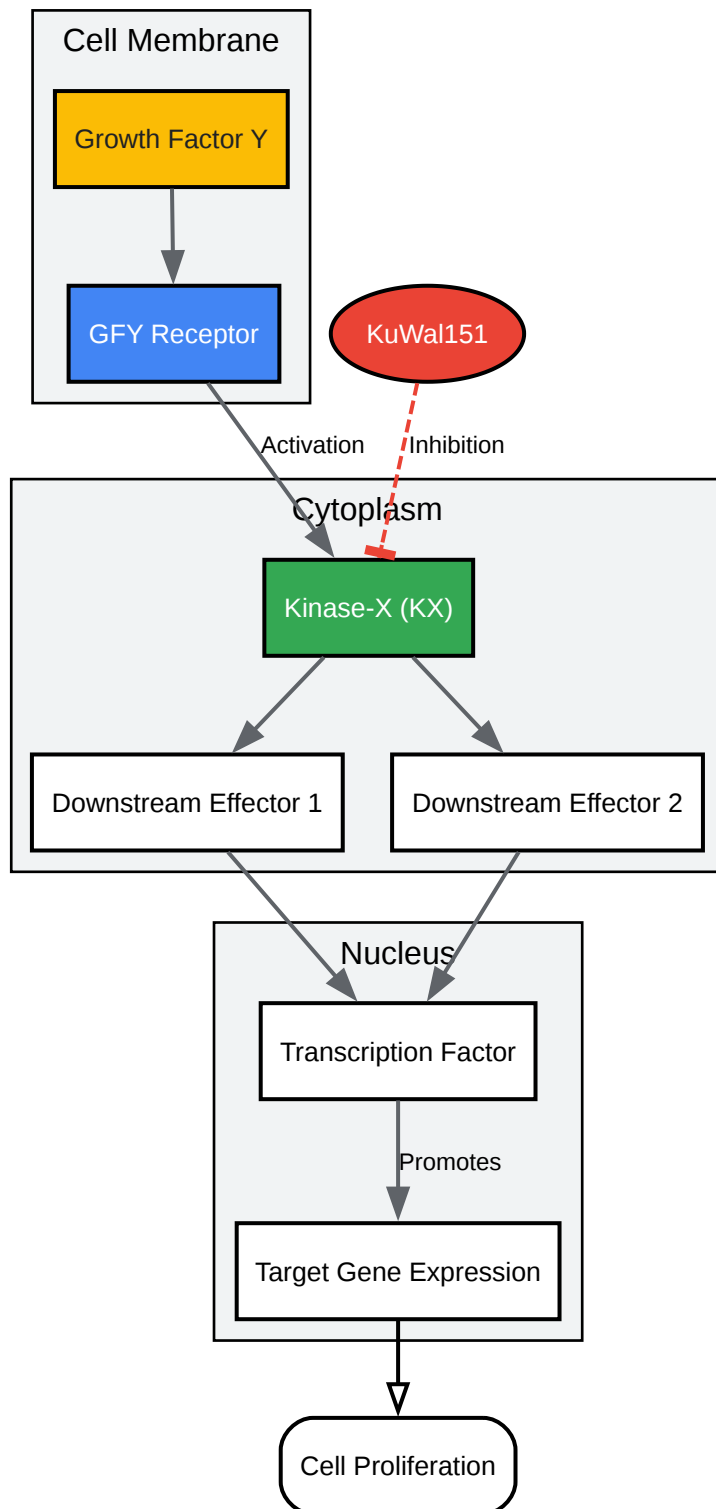 Cell Membrane
Growth Factor Y
GFY Receptor
KuWal151
Activation
Inhibition
Cytoplasm
Kinase-X (KX)
Downstream Effector 1
Downstream Effector 2
Nucleus
Transcription Factor
Promotes
Target Gene Expression
Cell Proliferation